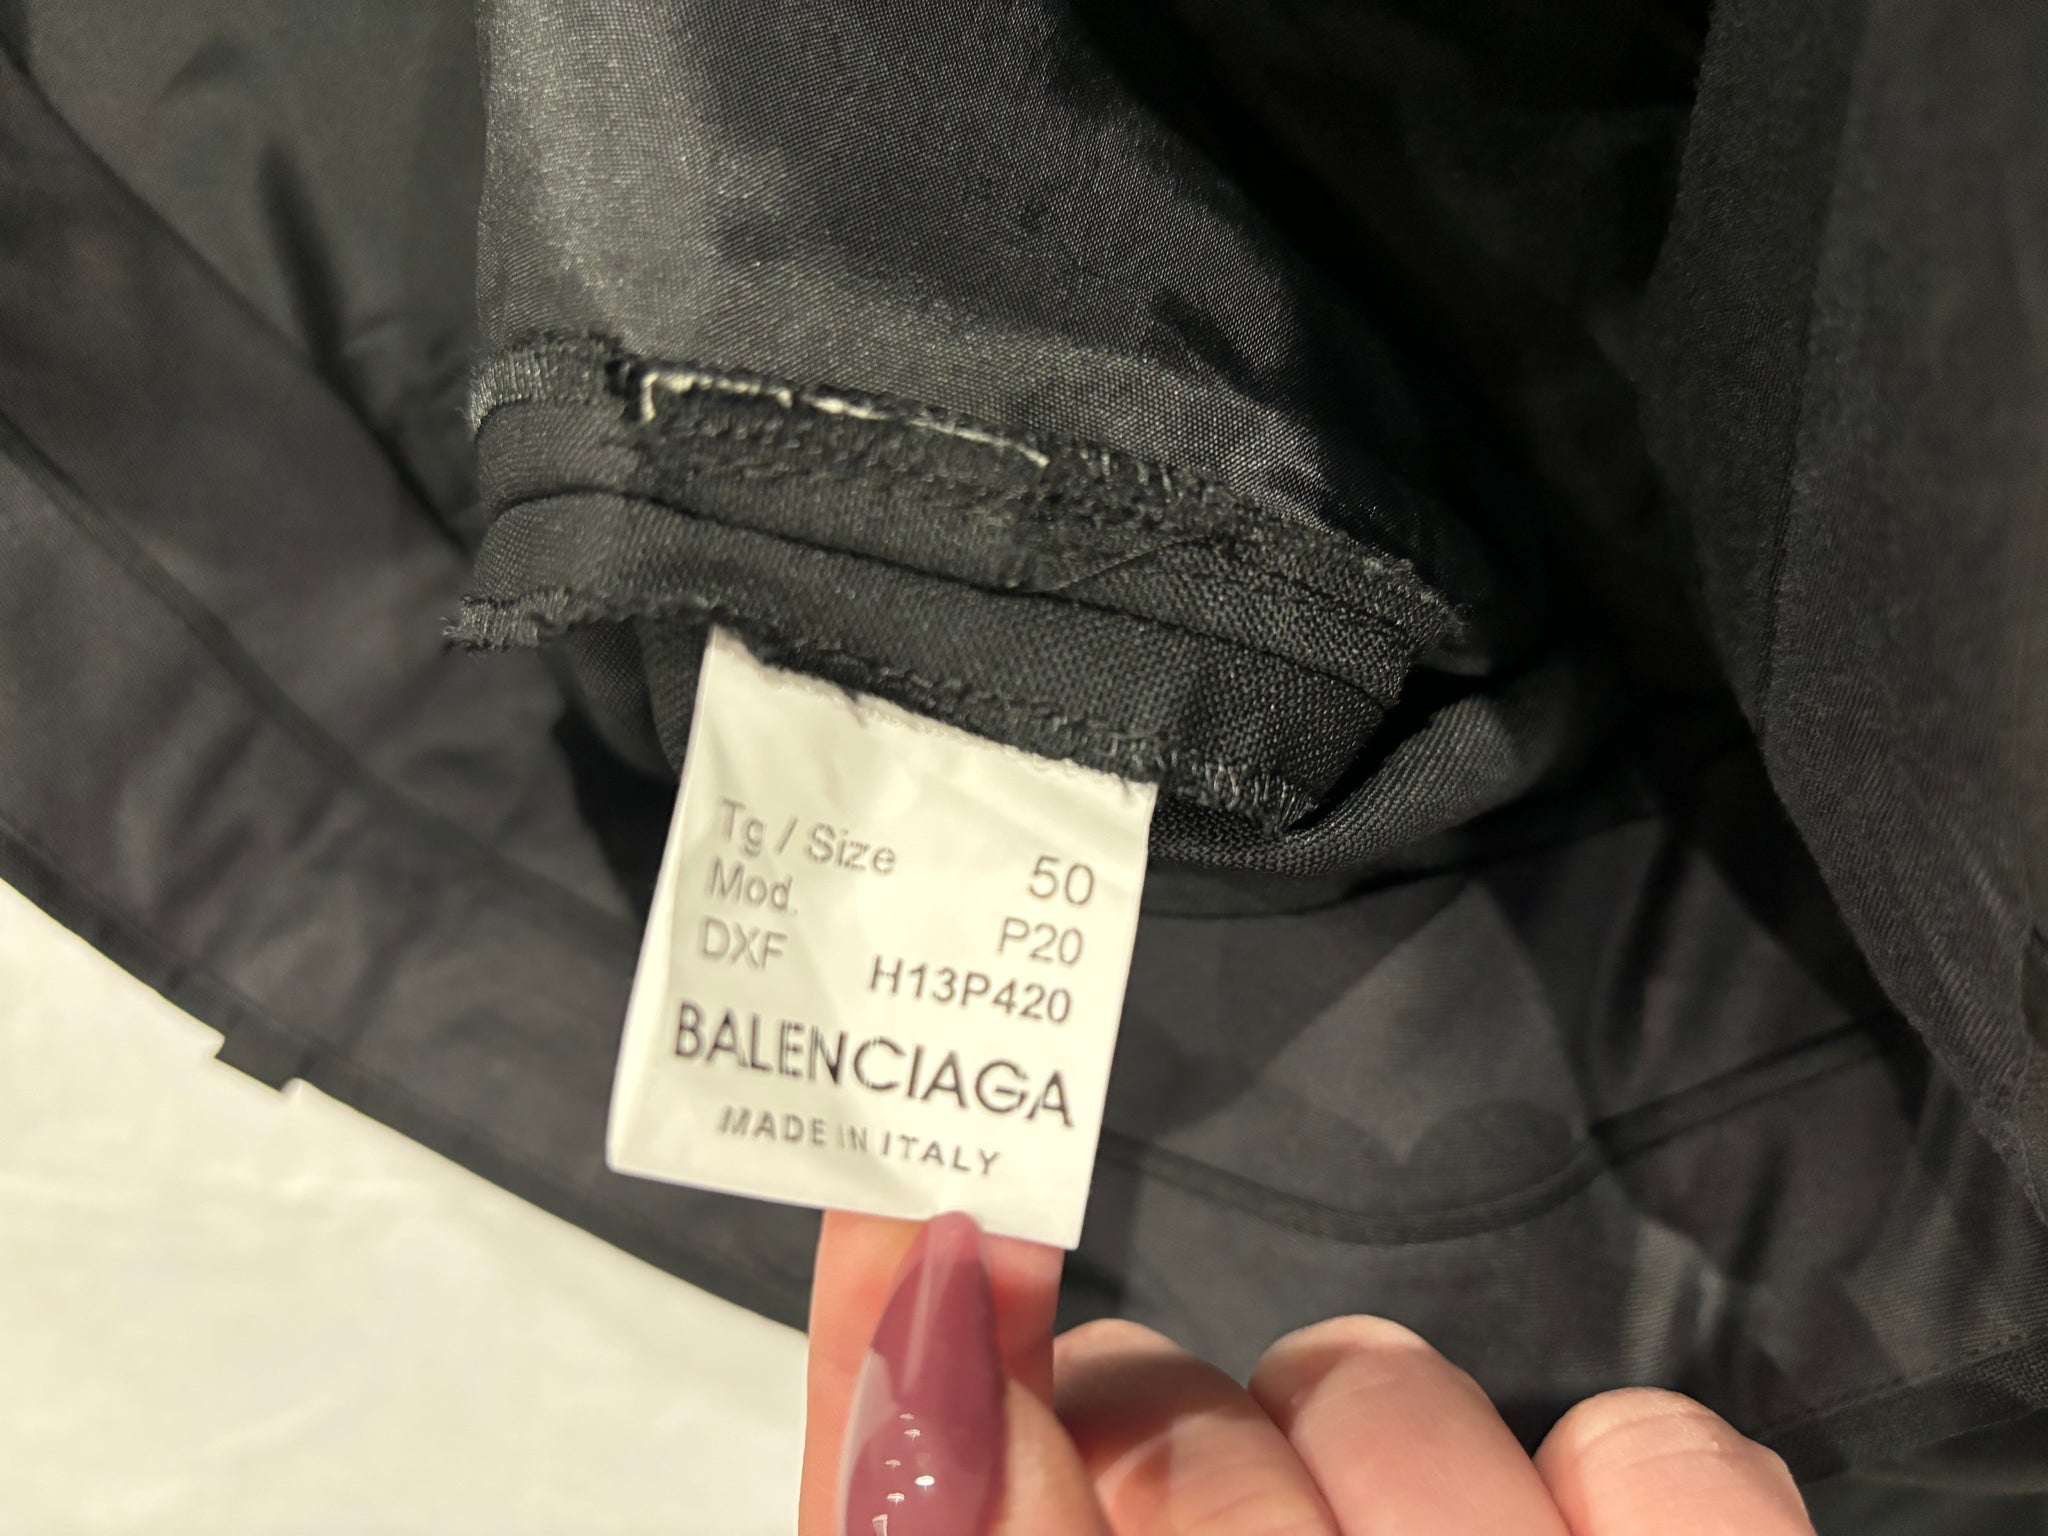 Tg / Size 50
Mod. P20
DXF H13P420
BALENCIAGA
MADE IN ITALY